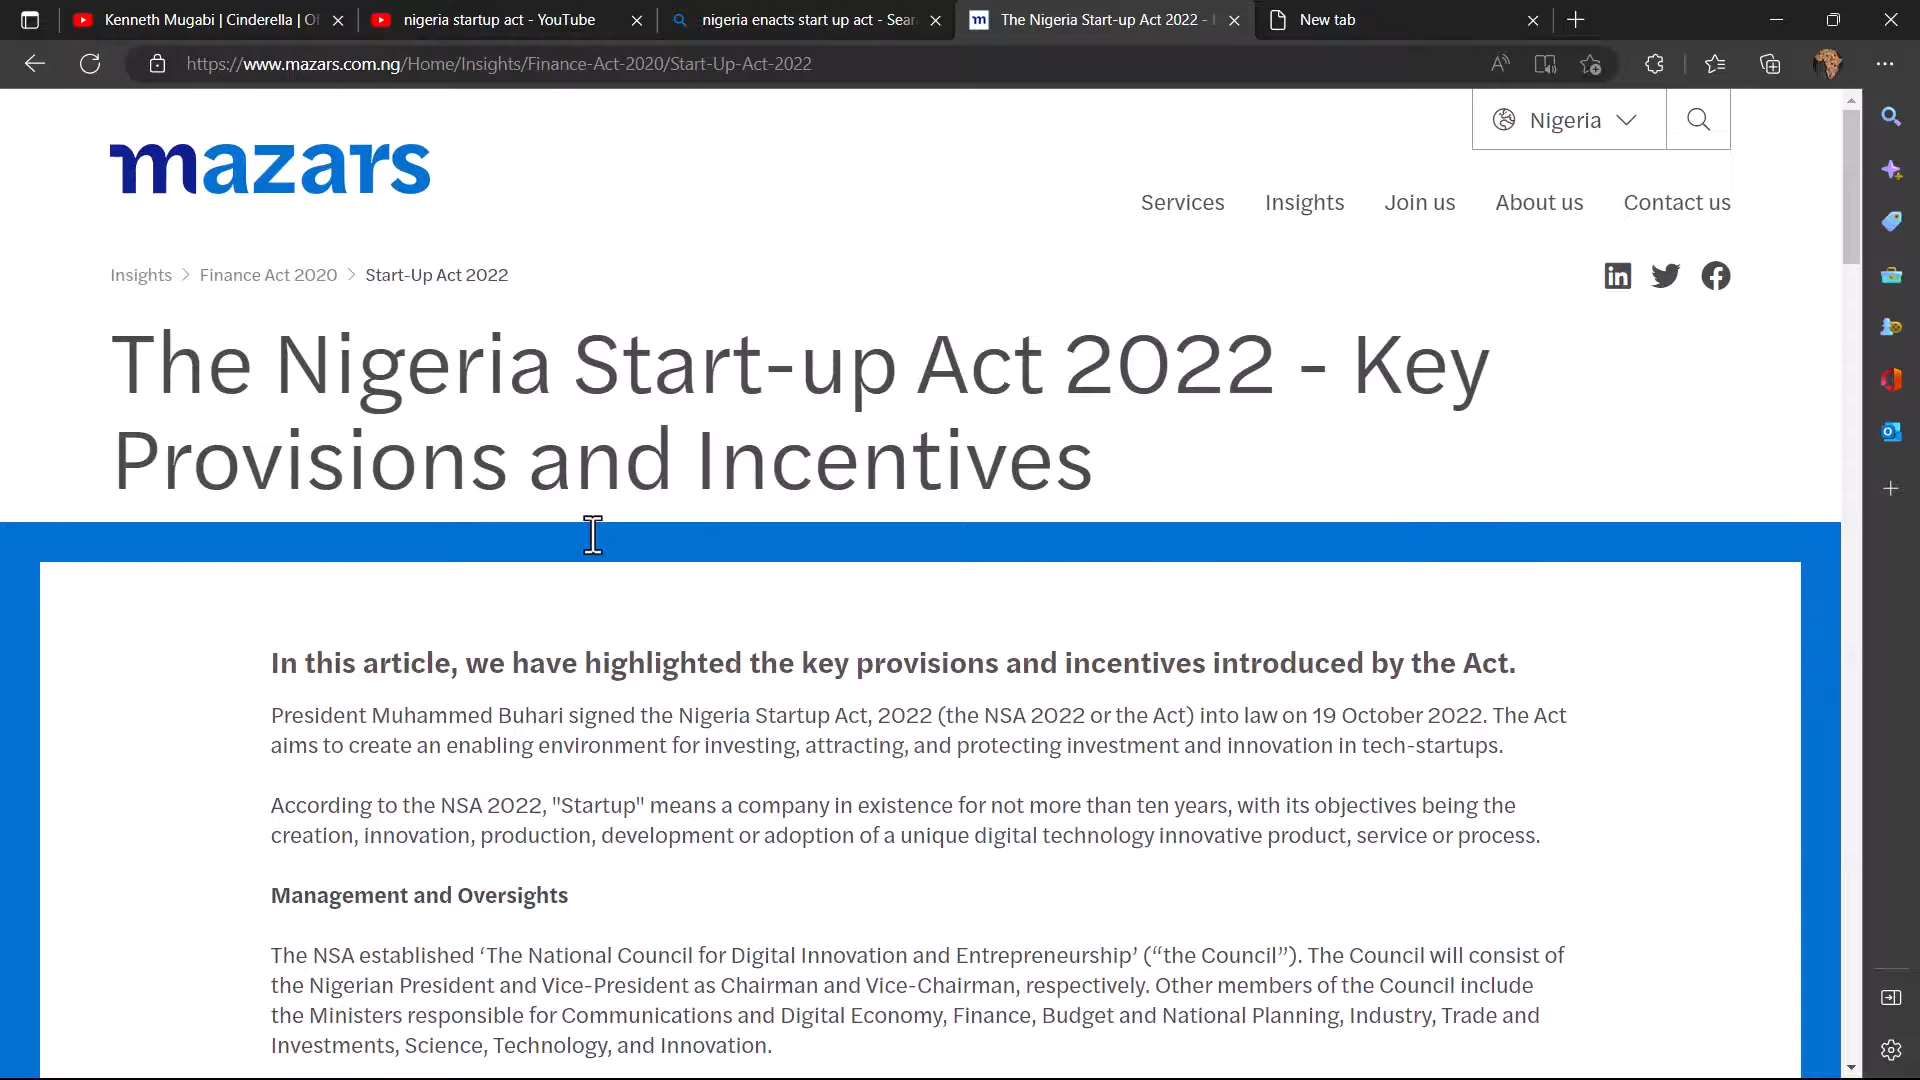 Kenneth Mugabi | Cinderella | Of
nigeria startup act - YouTube
nigeria enacts start up act - Sear
The Nigeria Start-up Act 2022 -
New tab
https://www.mazars.com.ng/Home/Insights/Finance-Act-2020/Start-Up-Act-2022
Nigeria
mazars
Services Insights Join us About us Contact us
Insights > Finance Act 2020 > Start-Up Act 2022
The Nigeria Start-up Act 2022 - Key
Provisions and Incentives
In this article, we have highlighted the key provisions and incentives introduced by the Act.
President Muhammed Buhari signed the Nigeria Startup Act, 2022 (the NSA 2022 or the Act) into law on 19 October 2022. The Act
aims to create an enabling environment for investing, attracting, and protecting investment and innovation in tech-startups.
According to the NSA 2022, "Startup" means a company in existence for not more than ten years, with its objectives being the
creation, innovation, production, development or adoption of a unique digital technology innovative product, service or process.
Management and Oversights
The NSA established ‘The National Council for Digital Innovation and Entrepreneurship’ (“the Council”). The Council will consist of
the Nigerian President and Vice-President as Chairman and Vice-Chairman, respectively. Other members of the Council include
the Ministers responsible for Communications and Digital Economy, Finance, Budget and National Planning, Industry, Trade and
Investments, Science, Technology, and Innovation.